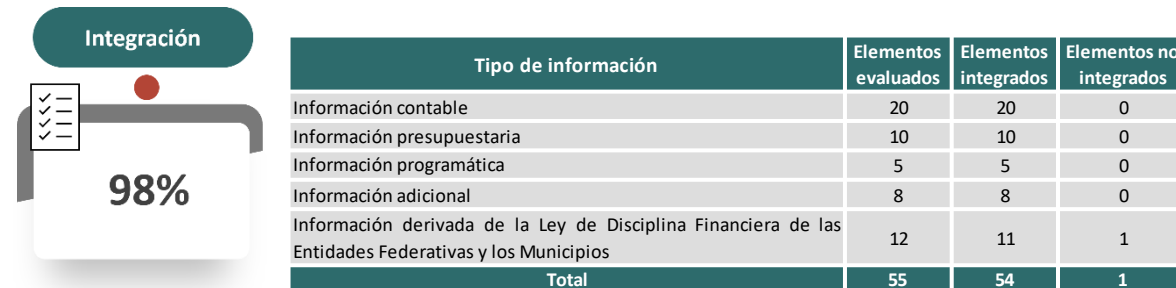 Integración
98%
Tipo de información
Elementos evaluados
Elementos integrados
Elementos no integrados
Información contable 20 20 0
Información presupuestaria 10 10 0
Información programática 5 5 0
Información adicional 8 8 0
Información derivada de la Ley de Disciplina Financiera de las
Entidades Federativas y los Municipios 12 11 1
Total 55 54 1